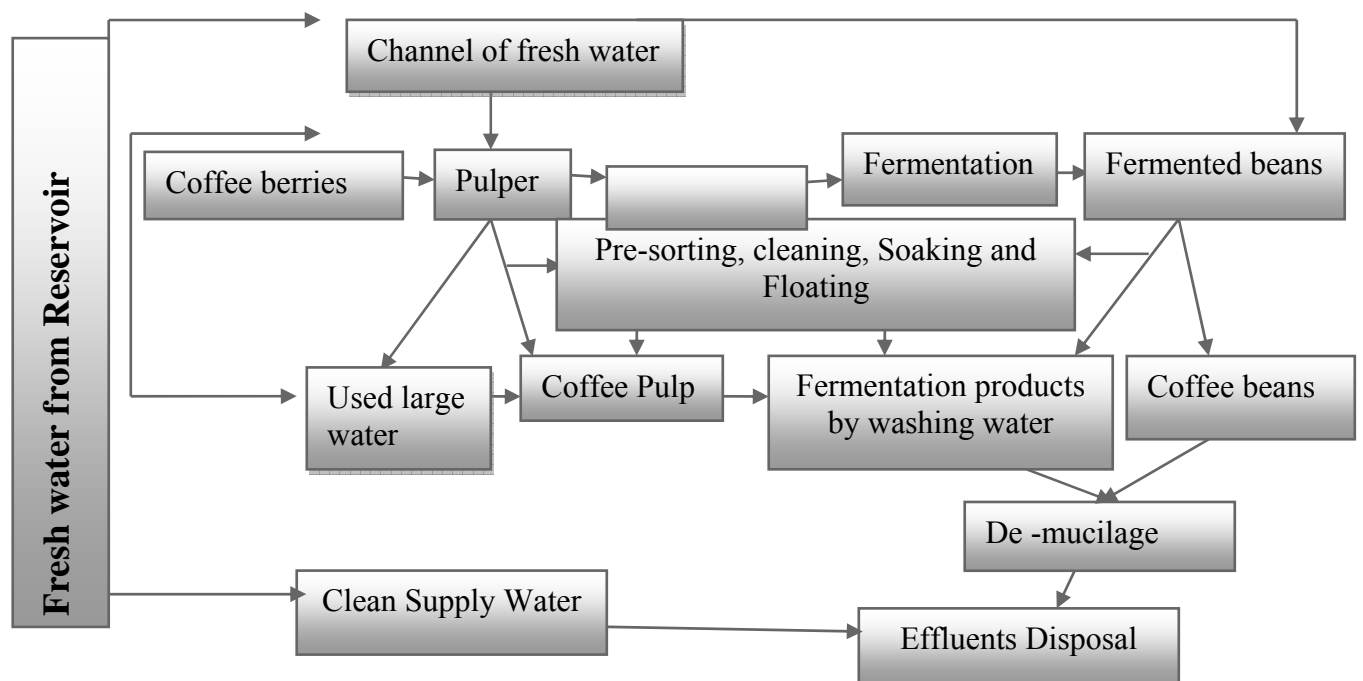 Fresh water from Reservoir
Channel of fresh water
Coffee berries
Pulper
Fermentation
Fermented beans
Pre-sorting, cleaning, Soaking and
Floating
Used large
water
Coffee Pulp
Fermentation products
by washing water
Coffee beans
De -mucilage
Clean Supply Water
Effluents Disposal